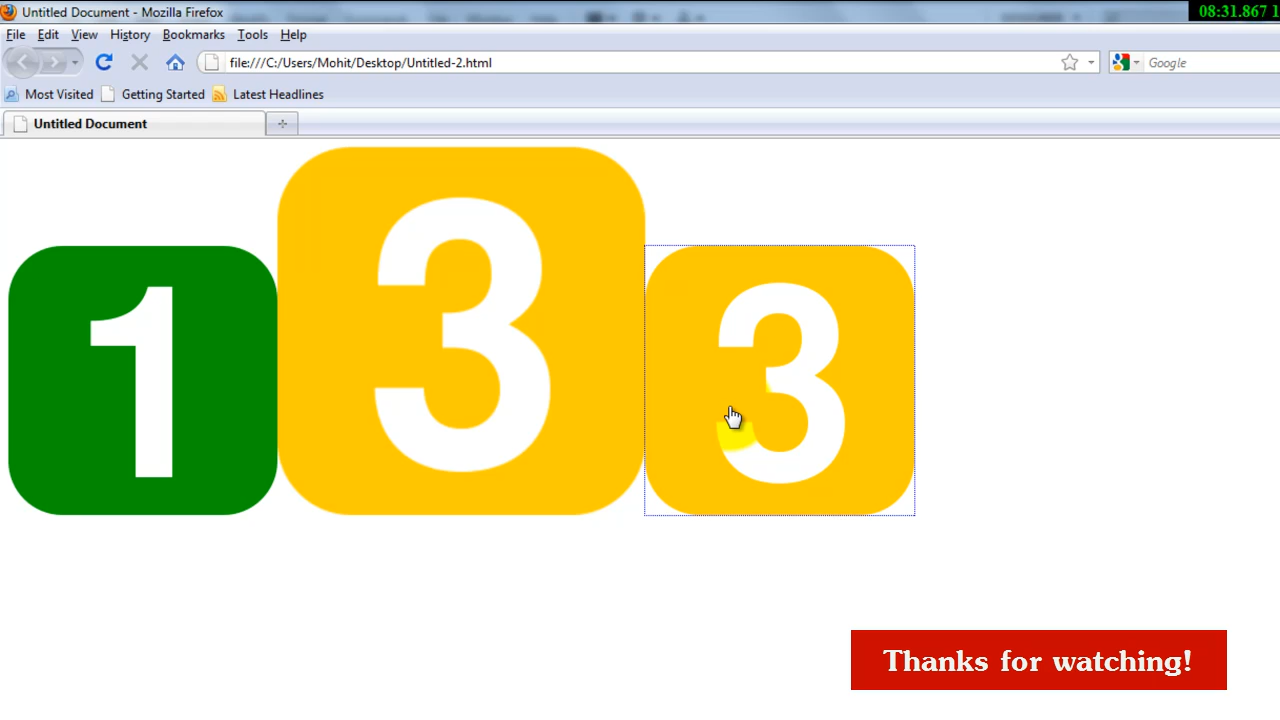 Untitled Document - Mozilla Firefox
08:31.867 1
File Edit View History Bookmarks Tools Help
file:///C:/Users/Mohit/Desktop/Untitled-2.html
Google
Most Visited Getting Started Latest Headlines
Untitled Document
1 3 3
Thanks for watching!